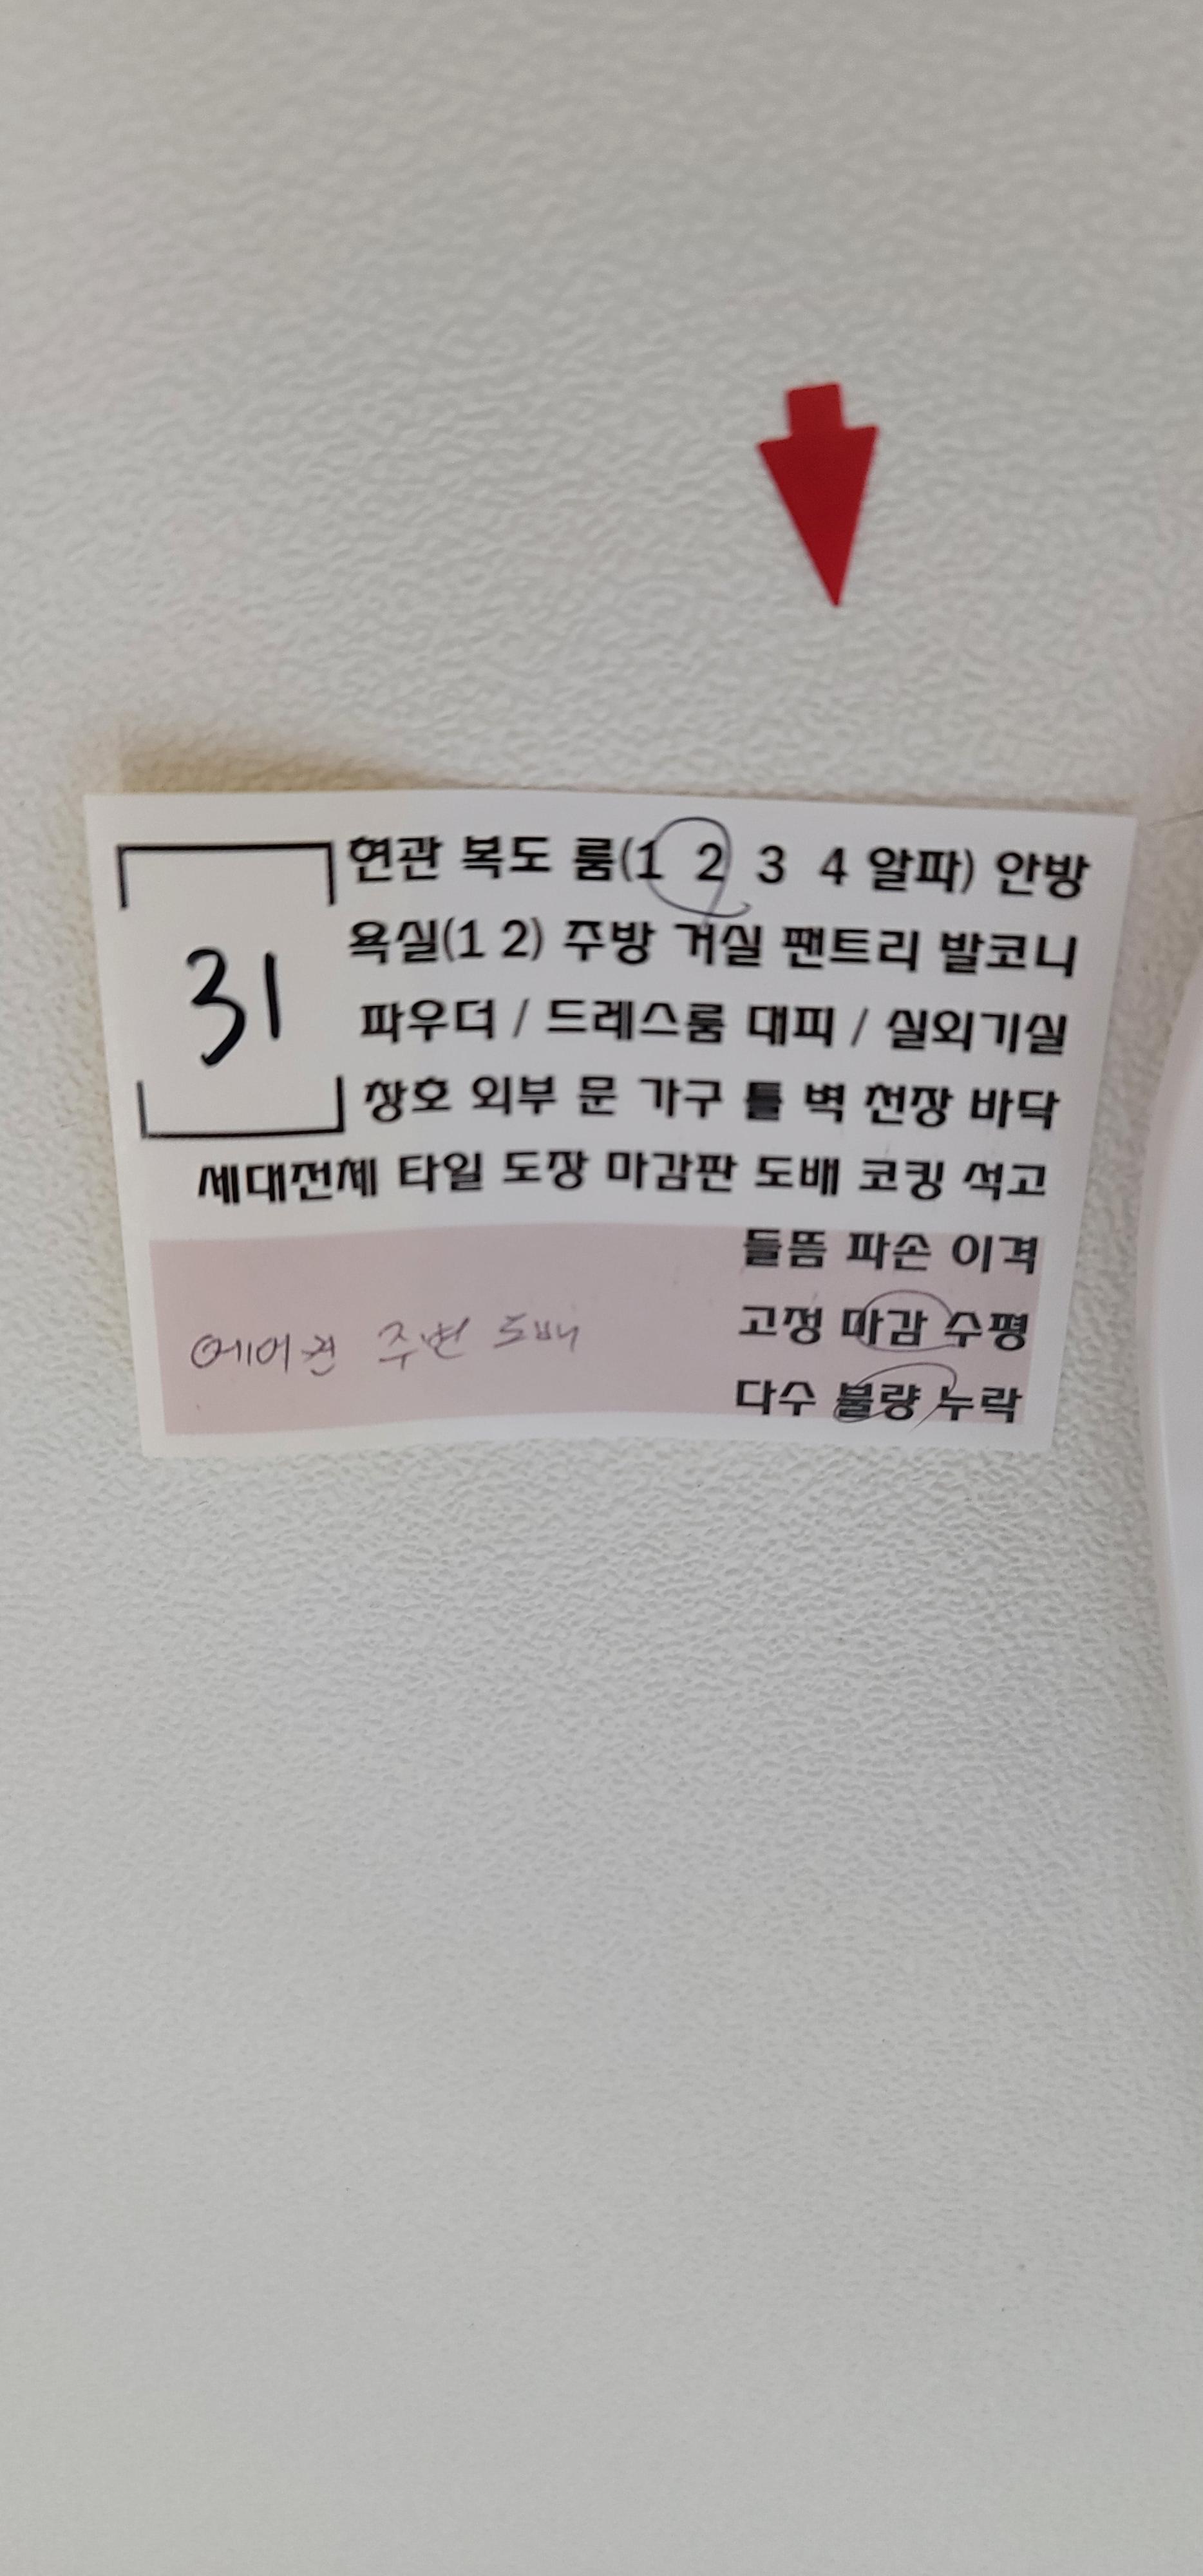 31
현관 복도 룸(1 2 3 4 알파) 안방
욕실(1 2) 주방 거실 팬트리 발코니
파우더 / 드레스룸 대피 / 실외기실
창호 외부 문 가구 틀 벽 천장 바닥
세대전체 타일 도장 마감판 도배 코킹 석고
들뜸 파손 이격
고정 마감 수평
에어컨 주변 도배
다수 불량 누락